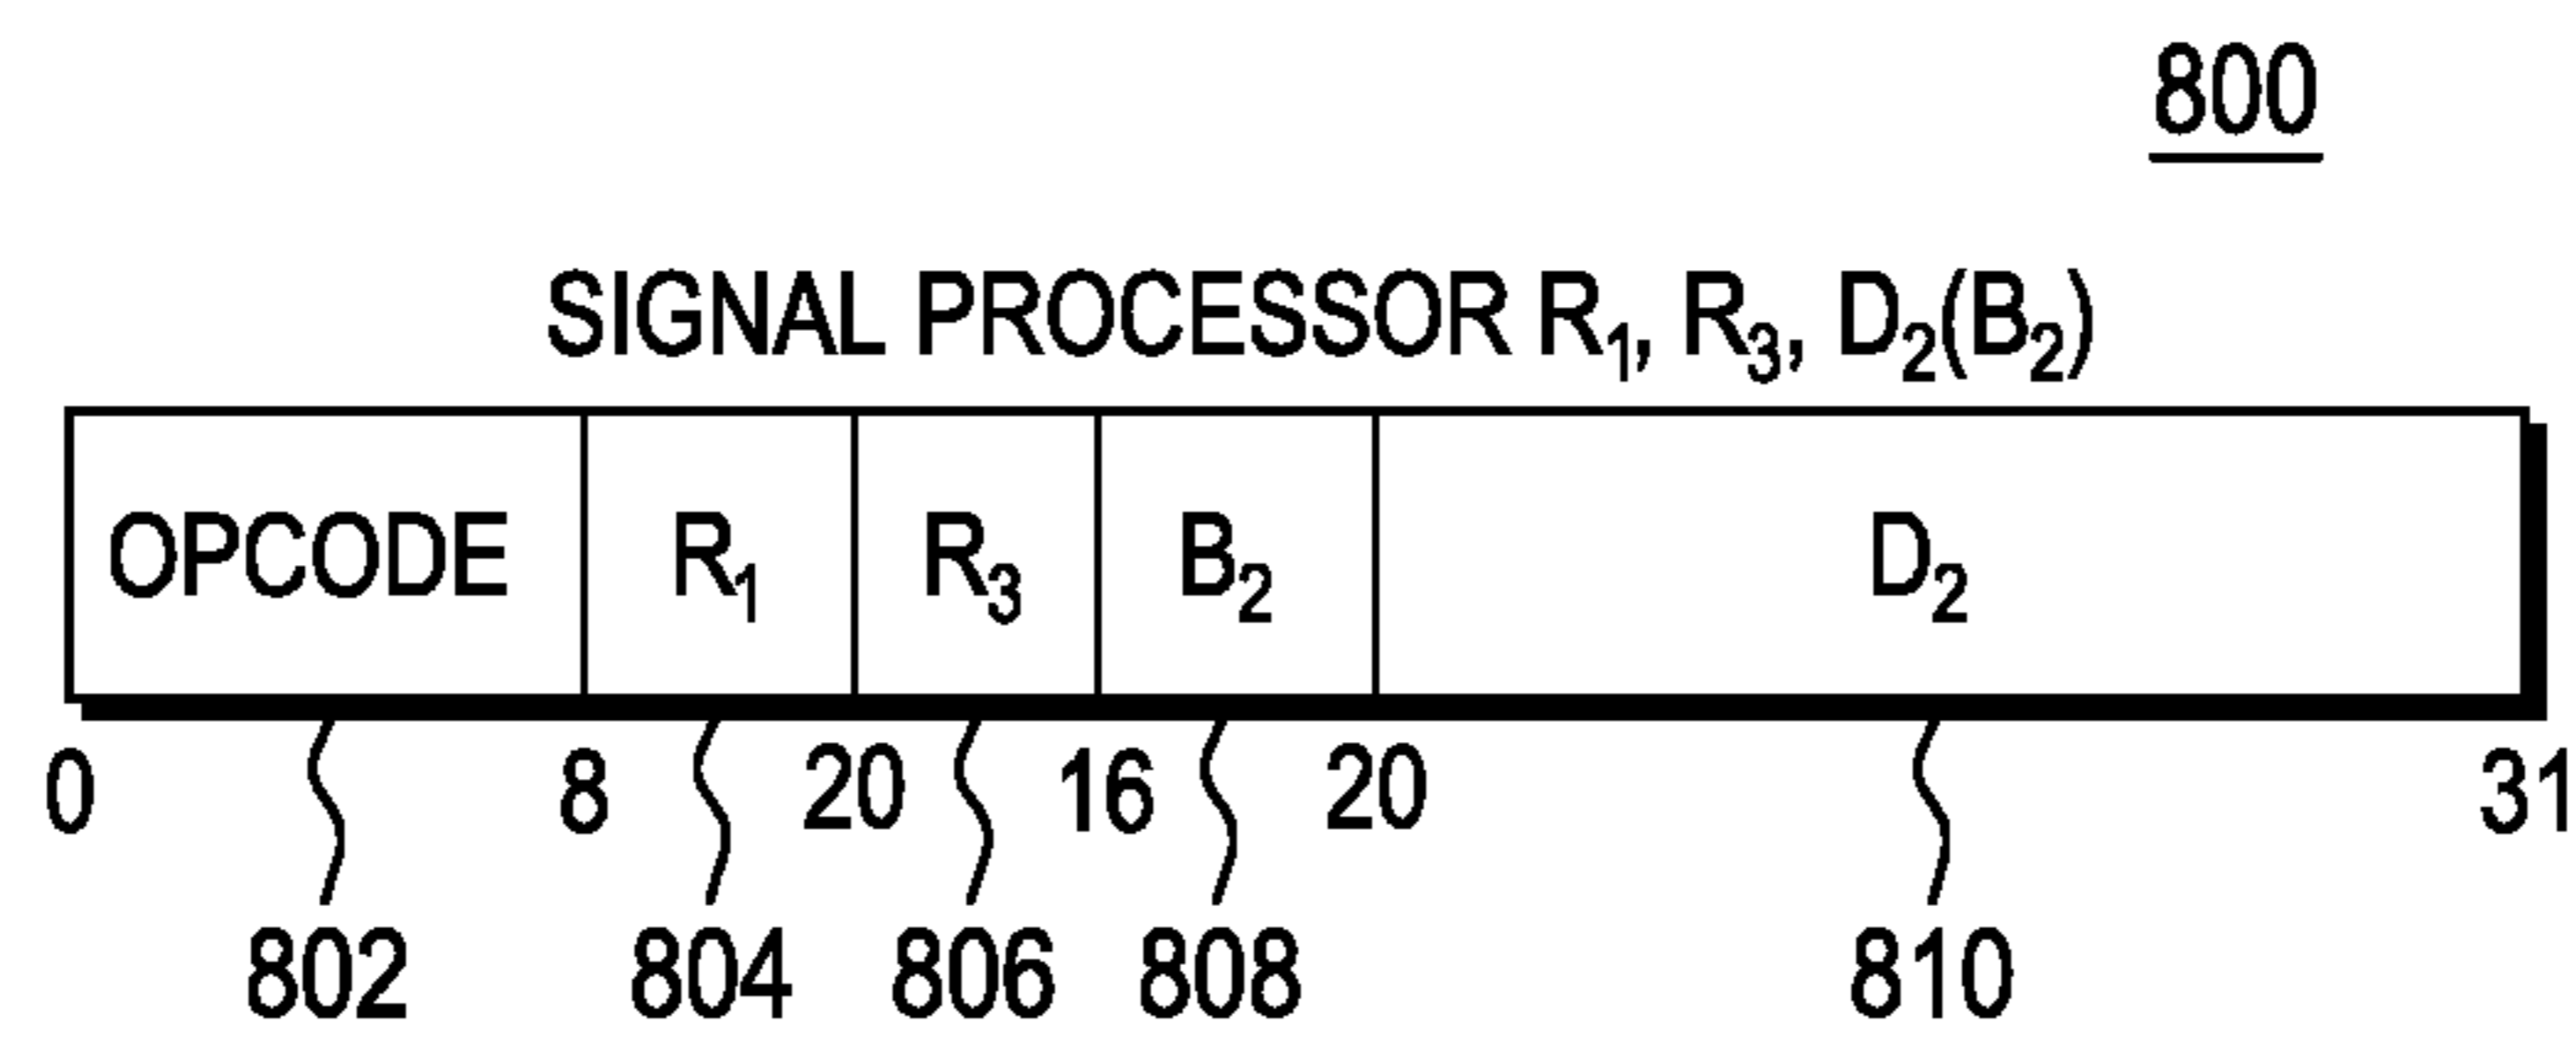 800
SIGNAL PROCESSOR R₁, R₃, D₂(B₂)
OPCODE R₁ R₃ B₂ D₂
0 8 20 16 20 31
802 804 806 808 810